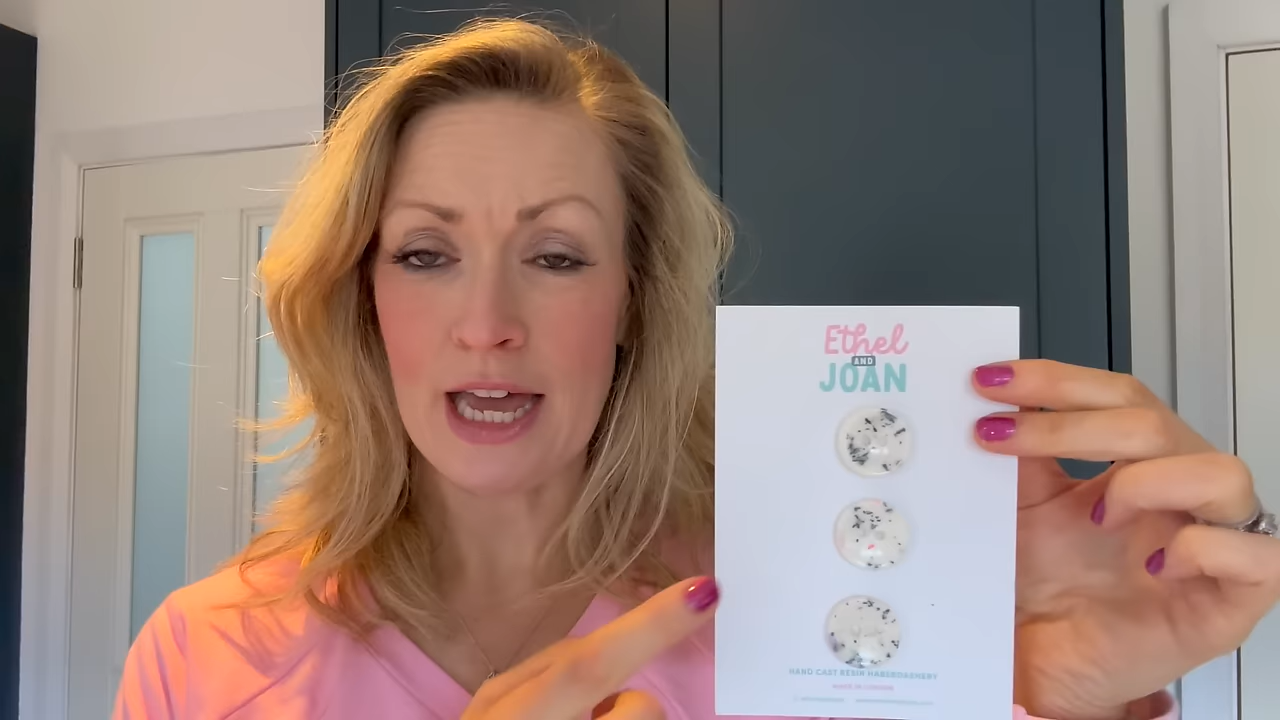 Ethel
AND
JOAN
HAND CAST RESIN HABERDASHERY
MADE IN LONDON